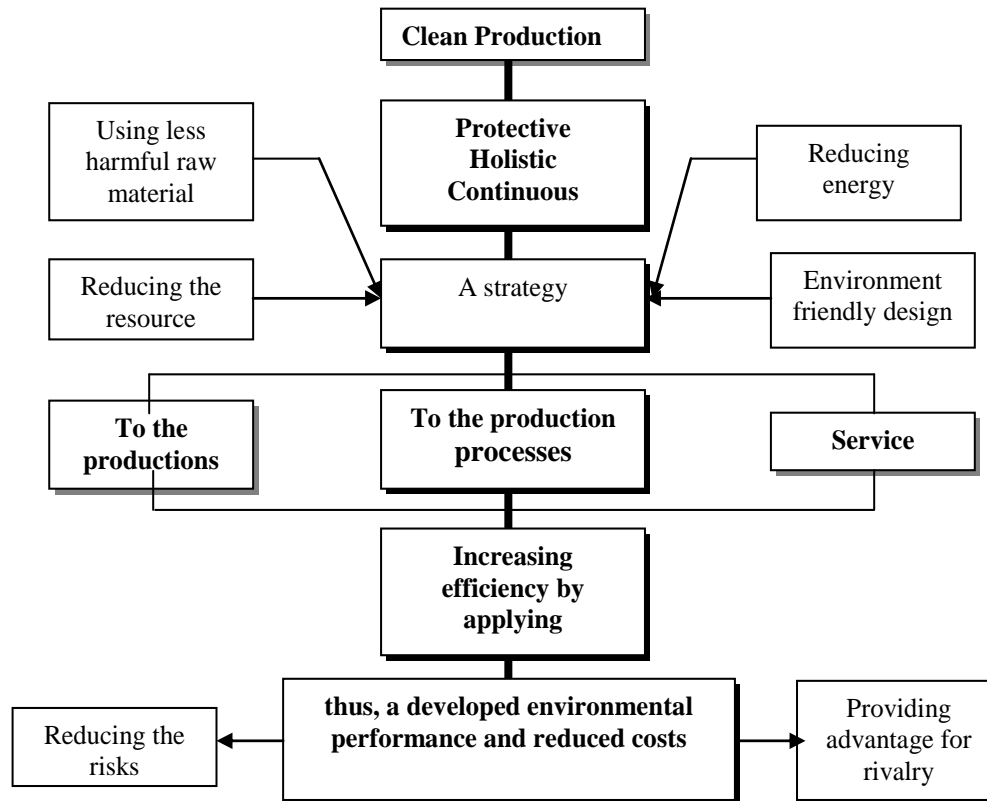 Clean Production
Using less
harmful raw
material
Protective
Holistic
Continuous
Reducing
energy
Reducing the
resource
A strategy
Environment
friendly design
To the
productions
To the production
processes
Service
Increasing
efficiency by
applying
Reducing the
risks
thus, a developed environmental
performance and reduced costs
Providing
advantage for
rivalry